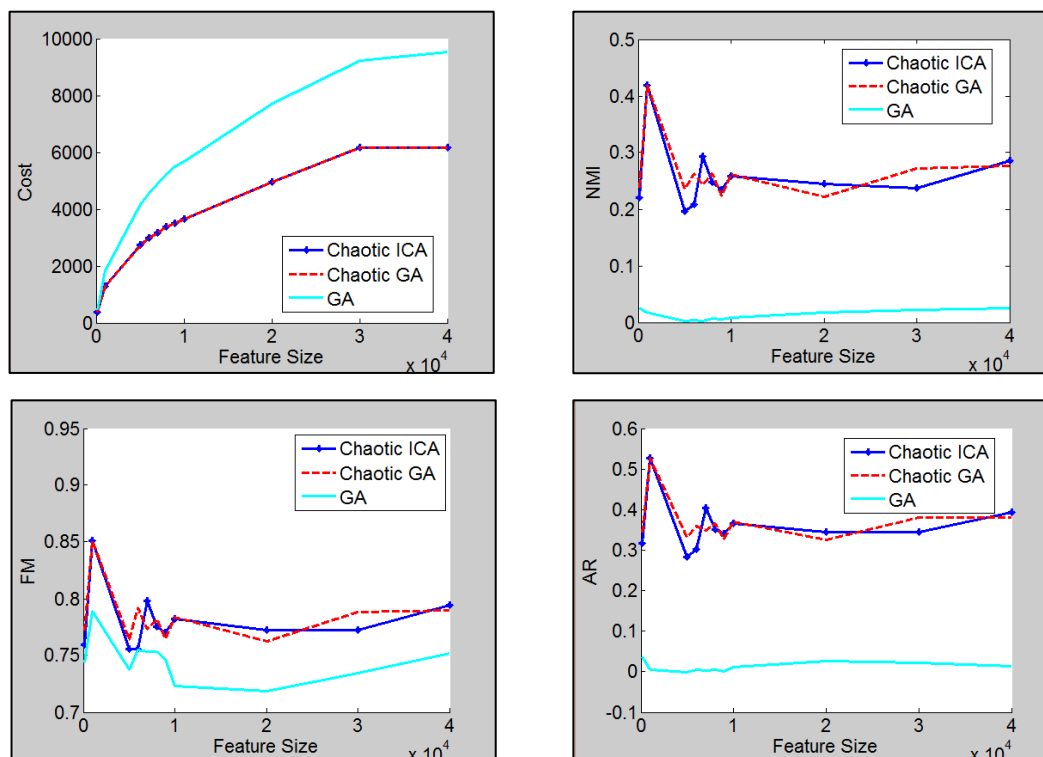 Cost
10000
8000
6000
4000
2000
0
Chaotic ICA
Chaotic GA
GA
0 1 2 3 4
Feature Size
x 10^4
NMI
0.5
0.4
0.3
0.2
0.1
0
Chaotic ICA
Chaotic GA
GA
0 1 2 3 4
Feature Size
x 10^4
FM
0.95
0.9
0.85
0.8
0.75
0.7
Chaotic ICA
Chaotic GA
GA
0 1 2 3 4
Feature Size
x 10^4
AR
0.6
0.5
0.4
0.3
0.2
0.1
0
-0.1
Chaotic ICA
Chaotic GA
GA
0 1 2 3 4
Feature Size
x 10^4